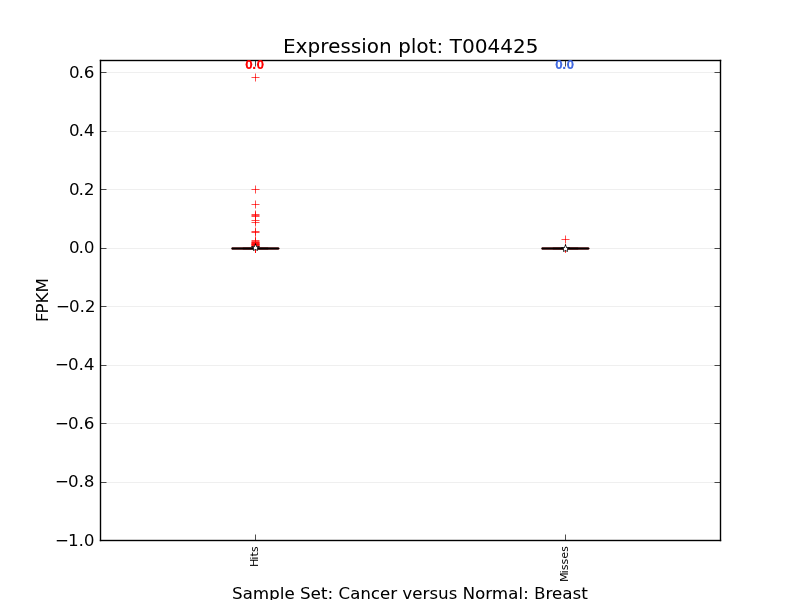 Expression plot: T004425
0.0 0.0
0.6
0.4
0.2
0.0
−0.2
−0.4
−0.6
−0.8
−1.0
FPKM
Hits Misses
Sample Set: Cancer versus Normal: Breast